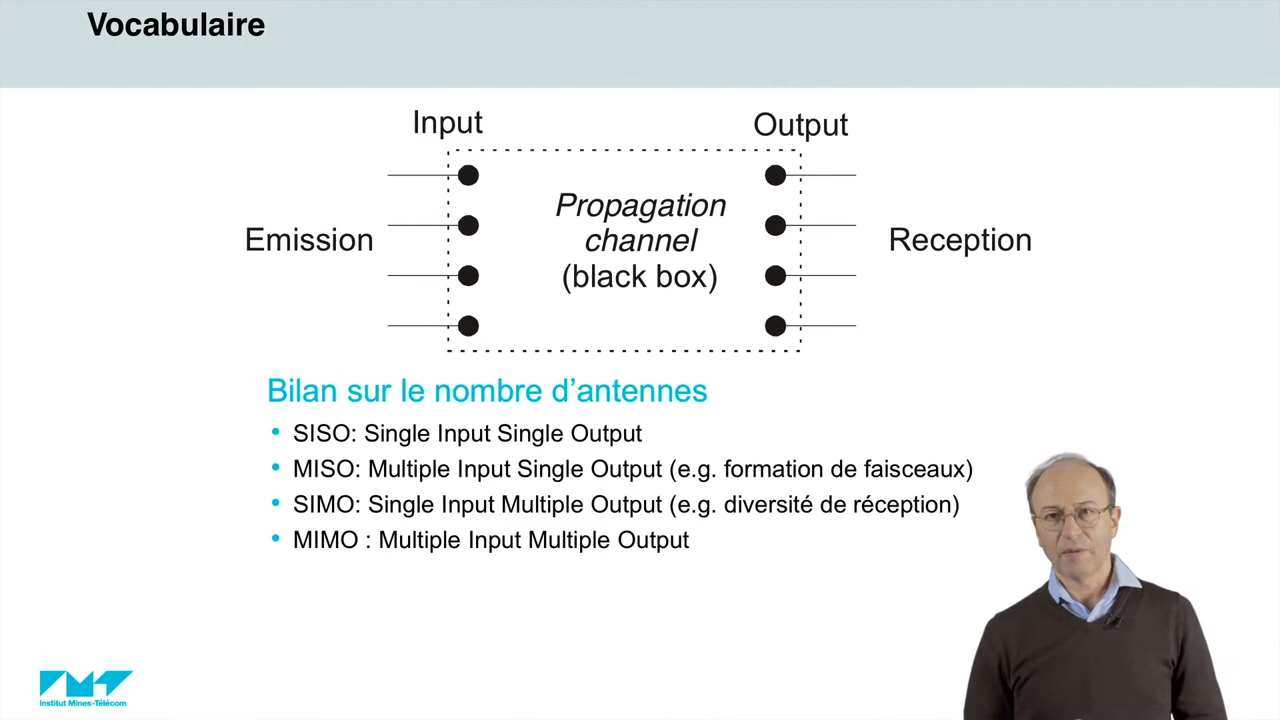 Vocabulaire
Input
Output
Propagation
channel
(black box)
Emission
Reception
Bilan sur le nombre d’antennes
• SISO: Single Input Single Output
• MISO: Multiple Input Single Output (e.g. formation de faisceaux)
• SIMO: Single Input Multiple Output (e.g. diversité de réception)
• MIMO : Multiple Input Multiple Output
Institut Mines-Télécom